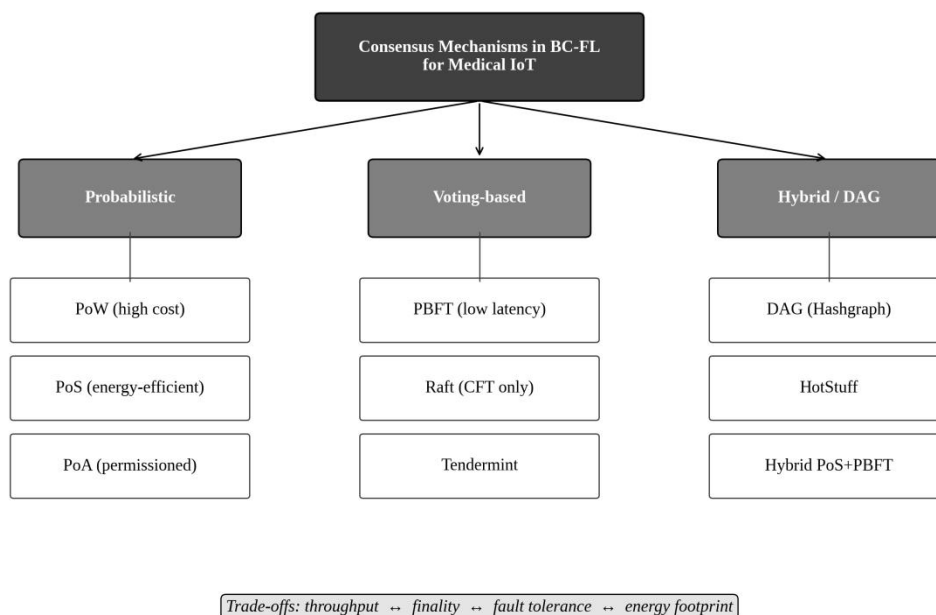 Consensus Mechanisms in BC-FL
for Medical IoT
Probabilistic
Voting-based
Hybrid / DAG
PoW (high cost)
PBFT (low latency)
DAG (Hashgraph)
PoS (energy-efficient)
Raft (CFT only)
HotStuff
PoA (permissioned)
Tendermint
Hybrid PoS+PBFT
Trade-offs: throughput ↔ finality ↔ fault tolerance ↔ energy footprint